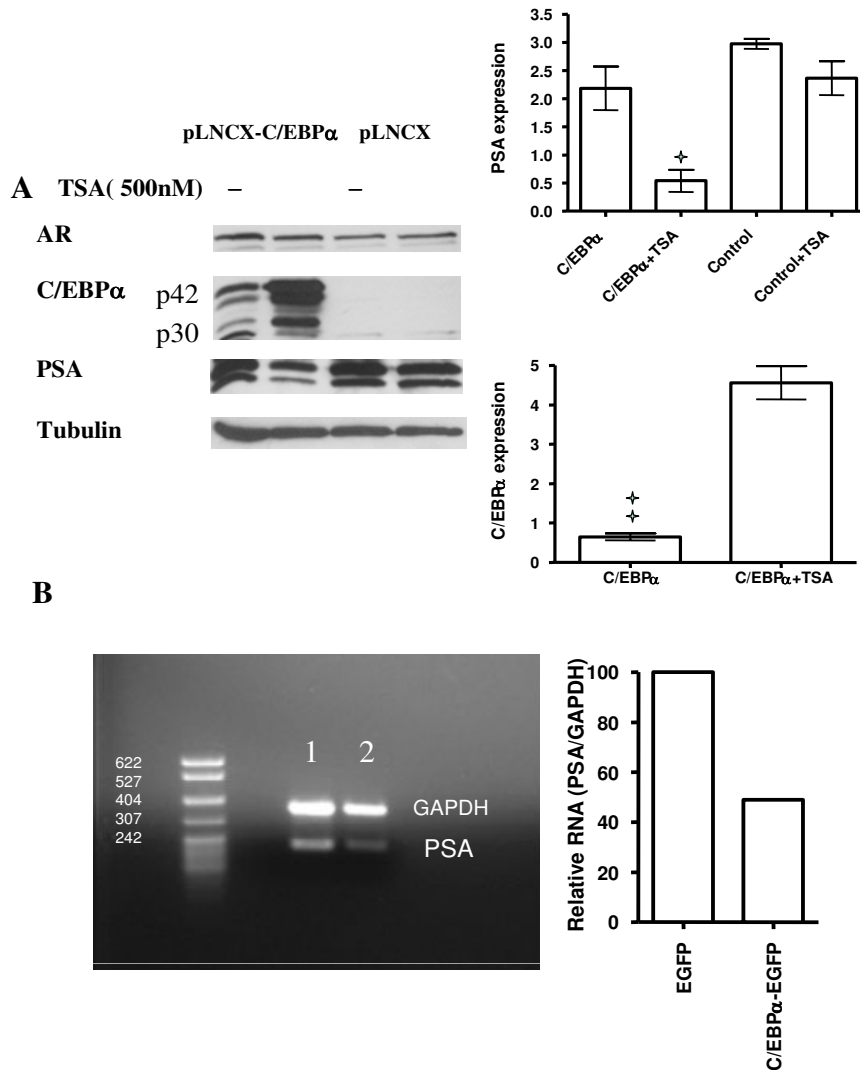 pLNCX-C/EBPα pLNCX
A TSA( 500nM) – –
AR
C/EBPα p42
p30
PSA
Tubulin
PSA expression
3.5
3.0
2.5
2.0
1.5
1.0
0.5
0.0
C/EBPα
C/EBPα+TSA
Control
Control+TSA
C/EBPα expression
5
4
3
2
1
0
C/EBPα C/EBPα+TSA
B
622
527
404
307
242
1 2
GAPDH
PSA
Relative RNA (PSA/GAPDH)
100
80
60
40
20
0
EGFP
C/EBPα-EGFP